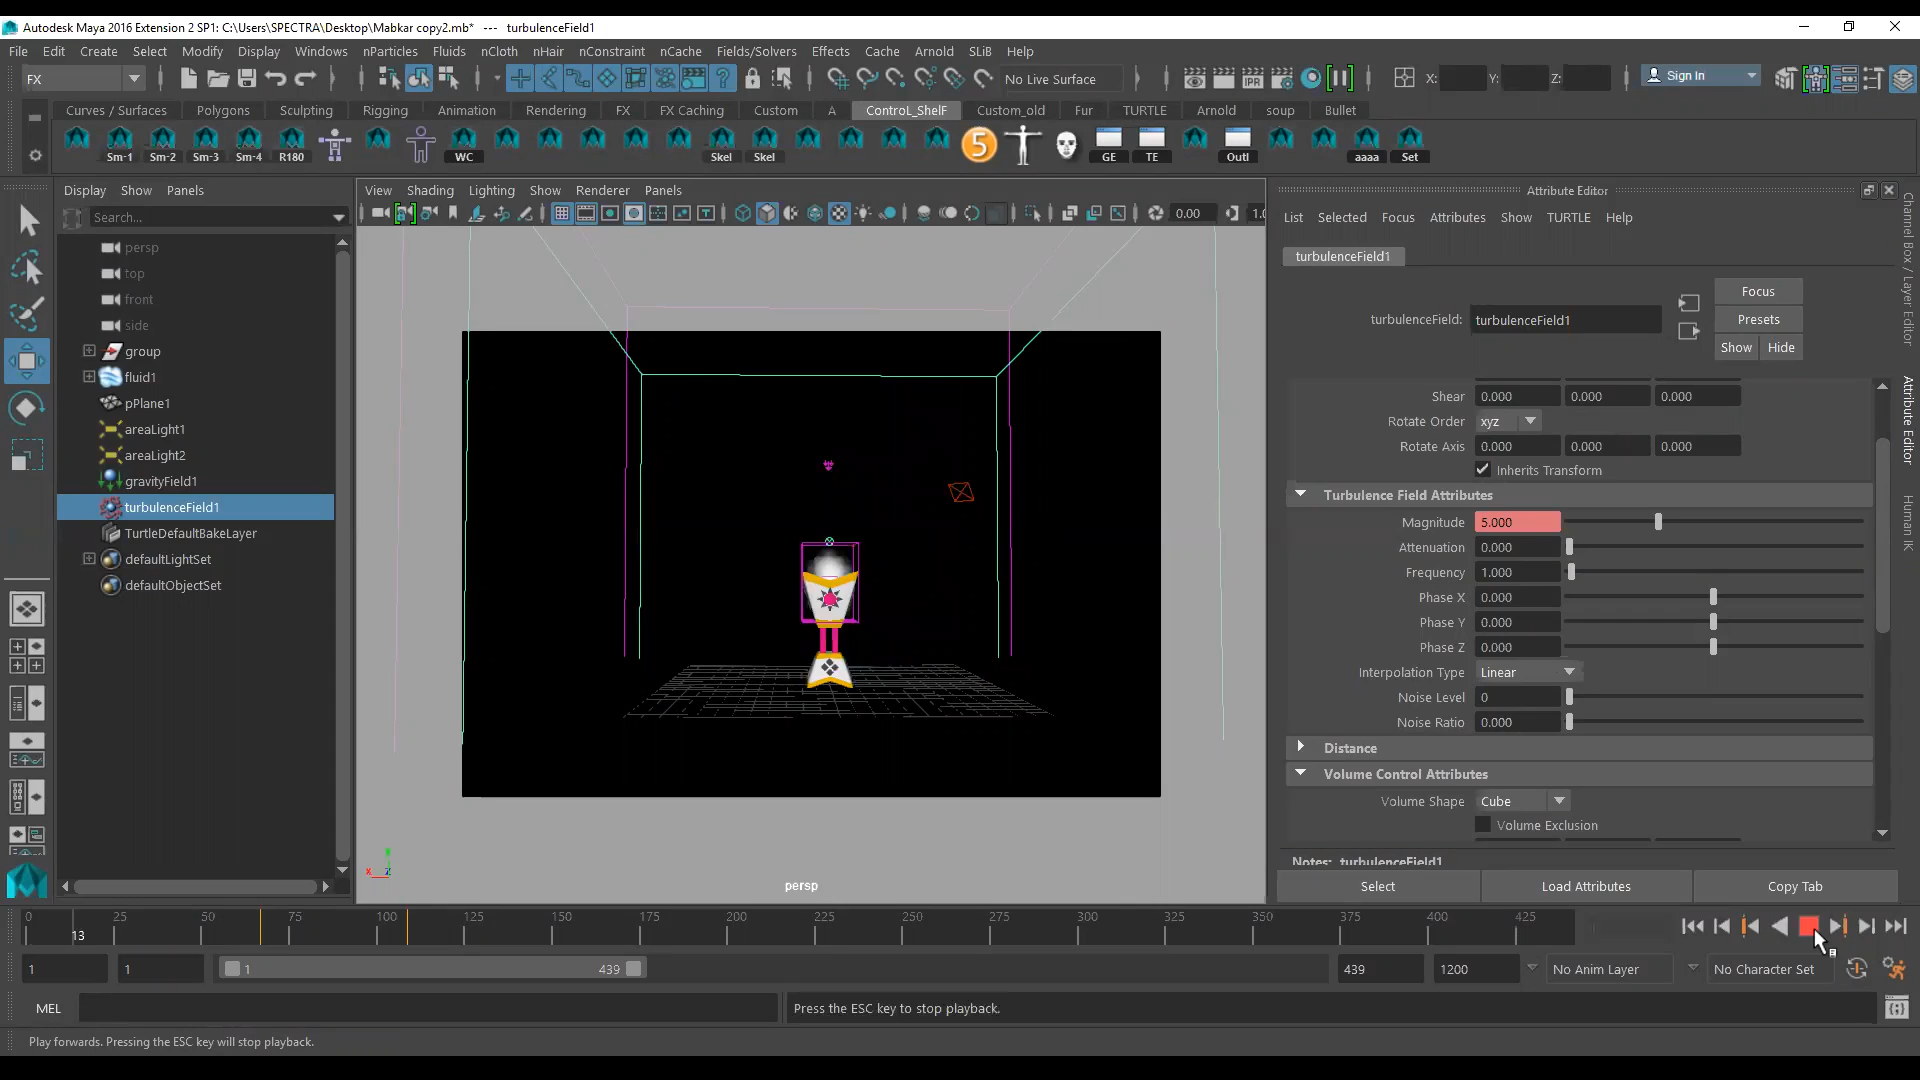 Autodesk Maya 2016 Extension 2 SP1: C:\Users\SPECTRA\Desktop\Mabkar copy2.mb* --- turbulenceField1
File Edit Create Select Modify Display Windows nParticles Fluids nCloth nHair nConstraint nCache Fields/Solvers Effects Cache Arnold SLiB Help
FX No Live Surface X: Y: Z: Sign In
Curves / Surfaces Polygons Sculpting Rigging Animation Rendering FX FX Caching Custom A ControL_ShelF Custom_old Fur TURTLE Arnold soup Bullet
Sm-1 Sm-2 Sm-3 Sm-4 R180 WC Skel Skel 5 GE TE Outl aaaa Set
Display Show Panels
Search...
persp
top
front
side
group
fluid1
pPlane1
areaLight1
areaLight2
gravityField1
turbulenceField1
TurtleDefaultBakeLayer
defaultLightSet
defaultObjectSet
View Shading Lighting Show Renderer Panels
0.00 1.0
persp
Attribute Editor
List Selected Focus Attributes Show TURTLE Help
turbulenceField1
turbulenceField: turbulenceField1
Focus
Presets
Show Hide
Shear 0.000 0.000 0.000
Rotate Order xyz
Rotate Axis 0.000 0.000 0.000
Inherits Transform
Turbulence Field Attributes
Magnitude 5.000
Attenuation 0.000
Frequency 1.000
Phase X 0.000
Phase Y 0.000
Phase Z 0.000
Interpolation Type Linear
Noise Level 0
Noise Ratio 0.000
Distance
Volume Control Attributes
Volume Shape Cube
Volume Exclusion
Notes: turbulenceField1
Select Load Attributes Copy Tab
Channel Box / Layer Editor
Attribute Editor
Human IK
0 25 50 75 100 125 150 175 200 225 250 275 300 325 350 375 400 425
13
1 1 1 439 439 1200 No Anim Layer No Character Set
MEL Press the ESC key to stop playback.
Play forwards. Pressing the ESC key will stop playback.